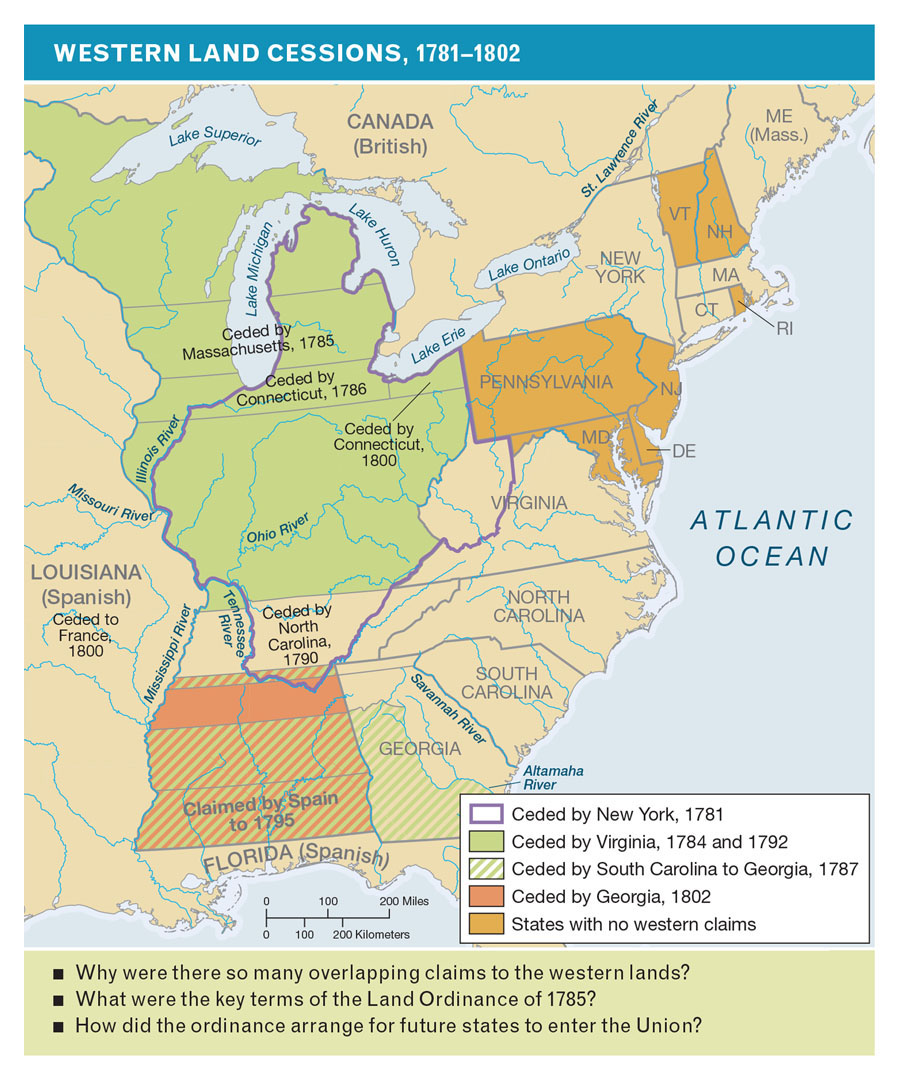 WESTERN LAND CESSIONS, 1781–1802
Lake Superior
CANADA
(British)
St. Lawrence River
ME
(Mass.)
Lake Michigan
Lake Huron
Lake Ontario
NEW
YORK
VT
NH
MA
CT
RI
Lake Erie
Ceded by
Massachusetts, 1785
Ceded by
Connecticut, 1786
Ceded by
Connecticut,
1800
PENNSYLVANIA
NJ
MD
DE
Illinois River
Missouri River
Ohio River
VIRGINIA
ATLANTIC
OCEAN
LOUISIANA
(Spanish)
Ceded to
France,
1800
Mississippi River
Tennessee
River
Ceded by
North
Carolina,
1790
NORTH
CAROLINA
SOUTH
CAROLINA
Savannah River
GEORGIA
Altamaha
River
Claimed by Spain
to 1795
FLORIDA (Spanish)
0 100 200 Miles
0 100 200 Kilometers
Ceded by New York, 1781
Ceded by Virginia, 1784 and 1792
Ceded by South Carolina to Georgia, 1787
Ceded by Georgia, 1802
States with no western claims
■ Why were there so many overlapping claims to the western lands?
■ What were the key terms of the Land Ordinance of 1785?
■ How did the ordinance arrange for future states to enter the Union?